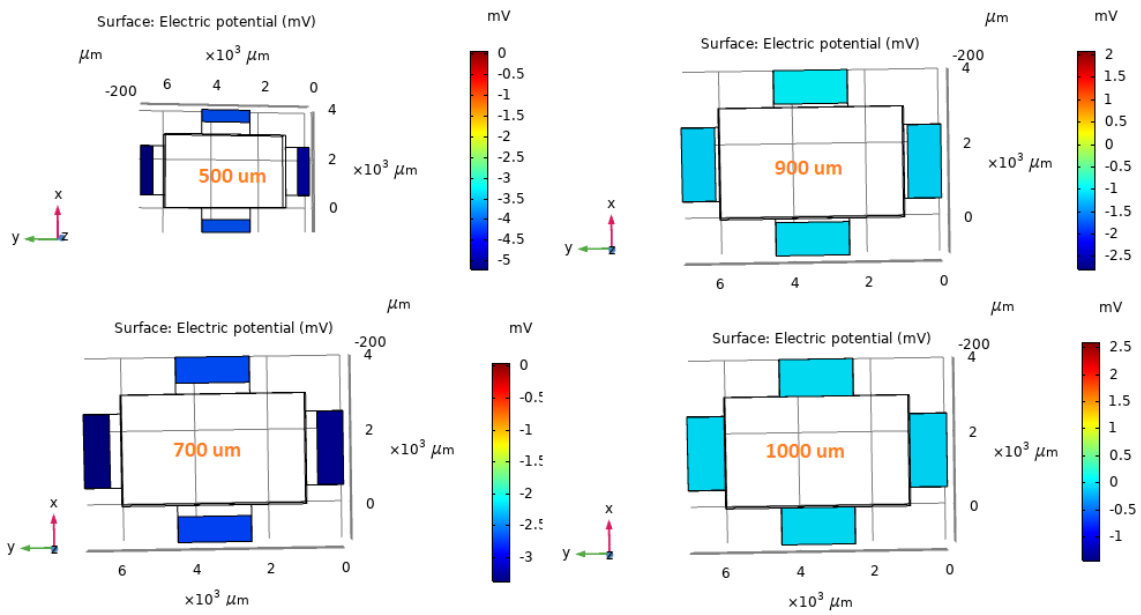 Surface: Electric potential (mV)
μm
×10³ μm
-200
6
4
2
0
4
2
0
×10³ μm
500 um
x
y
z
mV
0
-0.5
-1
-1.5
-2
-2.5
-3
-3.5
-4
-4.5
-5
Surface: Electric potential (mV)
μm
-200
4
2
0
×10³ μm
900 um
x
y
z
6
4
2
0
×10³ μm
mV
2
1.5
1
0.5
0
-0.5
-1
-1.5
-2
-2.5
Surface: Electric potential (mV)
μm
-200
4
2
0
×10³ μm
700 um
x
y
z
6
4
2
0
×10³ μm
mV
0
-0.5
-1
-1.5
-2
-2.5
-3
Surface: Electric potential (mV)
μm
-200
4
2
0
×10³ μm
1000 um
x
y
z
6
4
2
0
×10³ μm
mV
2.5
2
1.5
1
0.5
0
-0.5
-1